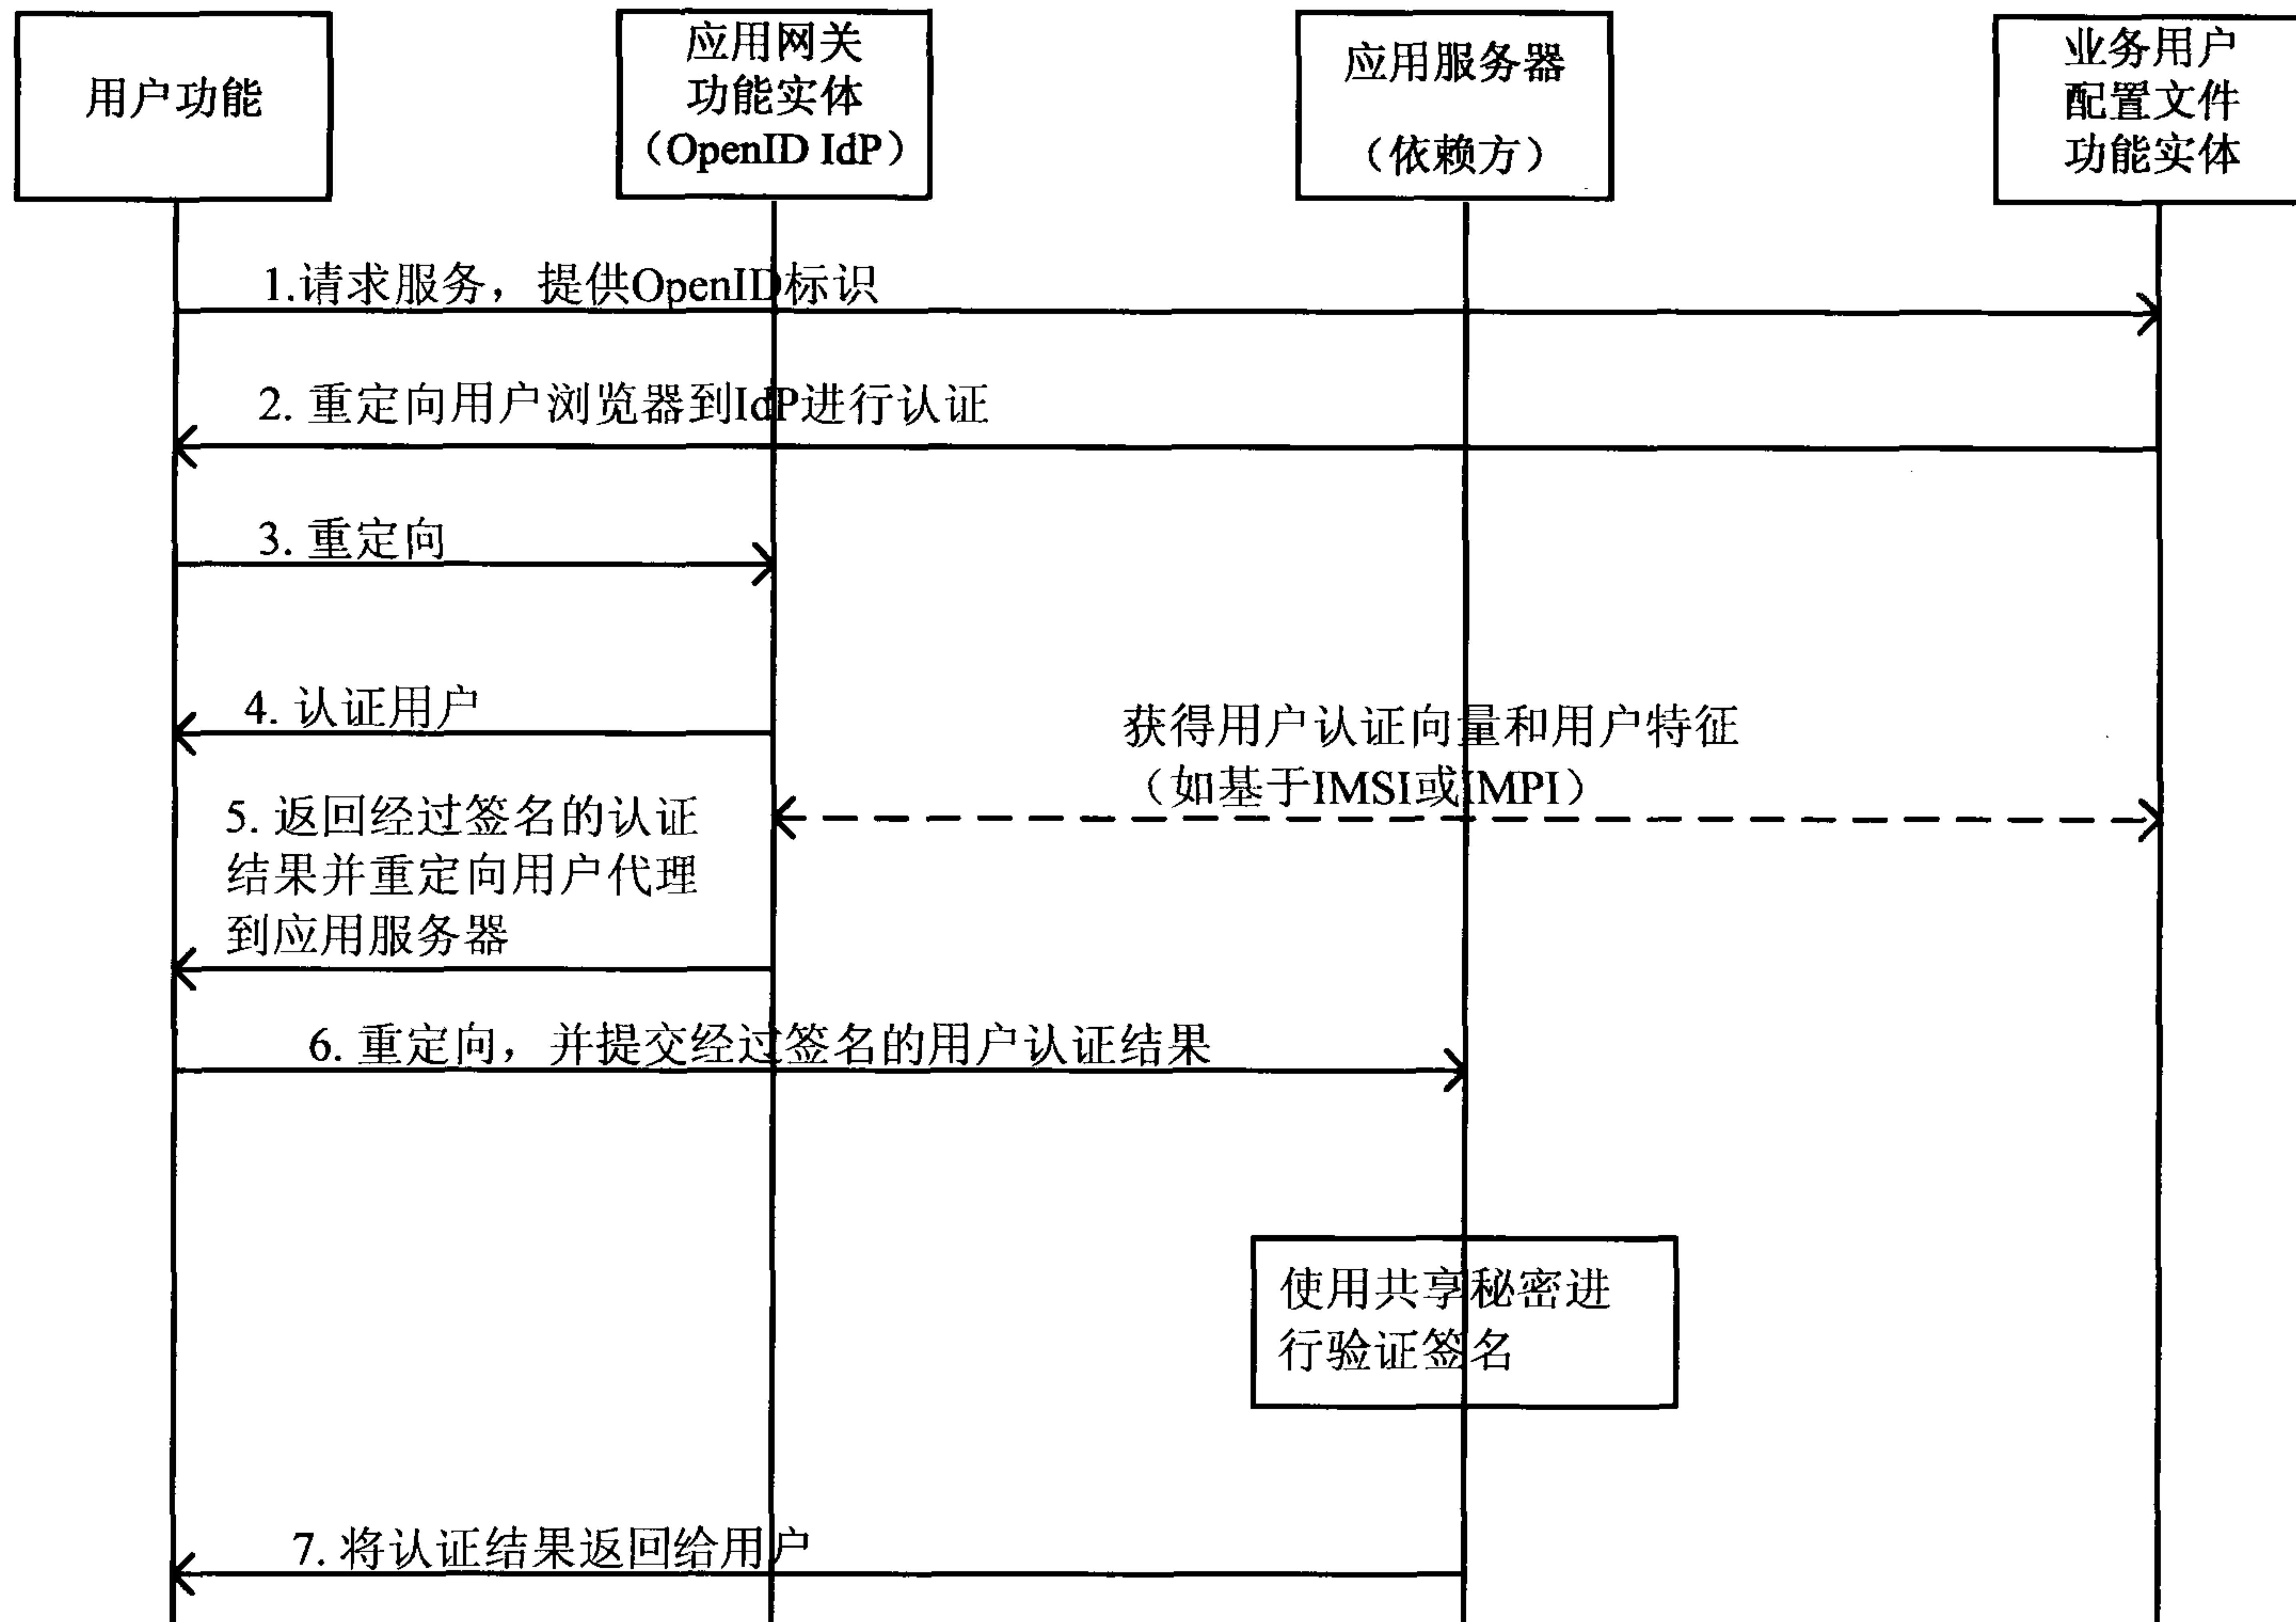 用户功能
应用网关
功能实体
（OpenID IdP）
应用服务器
（依赖方）
业务用户
配置文件
功能实体
1.请求服务，提供OpenID标识
2. 重定向用户浏览器到IdP进行认证
3. 重定向
4. 认证用户
获得用户认证向量和用户特征
（如基于IMSI或IMPI）
5. 返回经过签名的认证
结果并重定向用户代理
到应用服务器
6. 重定向，并提交经过签名的用户认证结果
使用共享秘密进
行验证签名
7. 将认证结果返回给用户